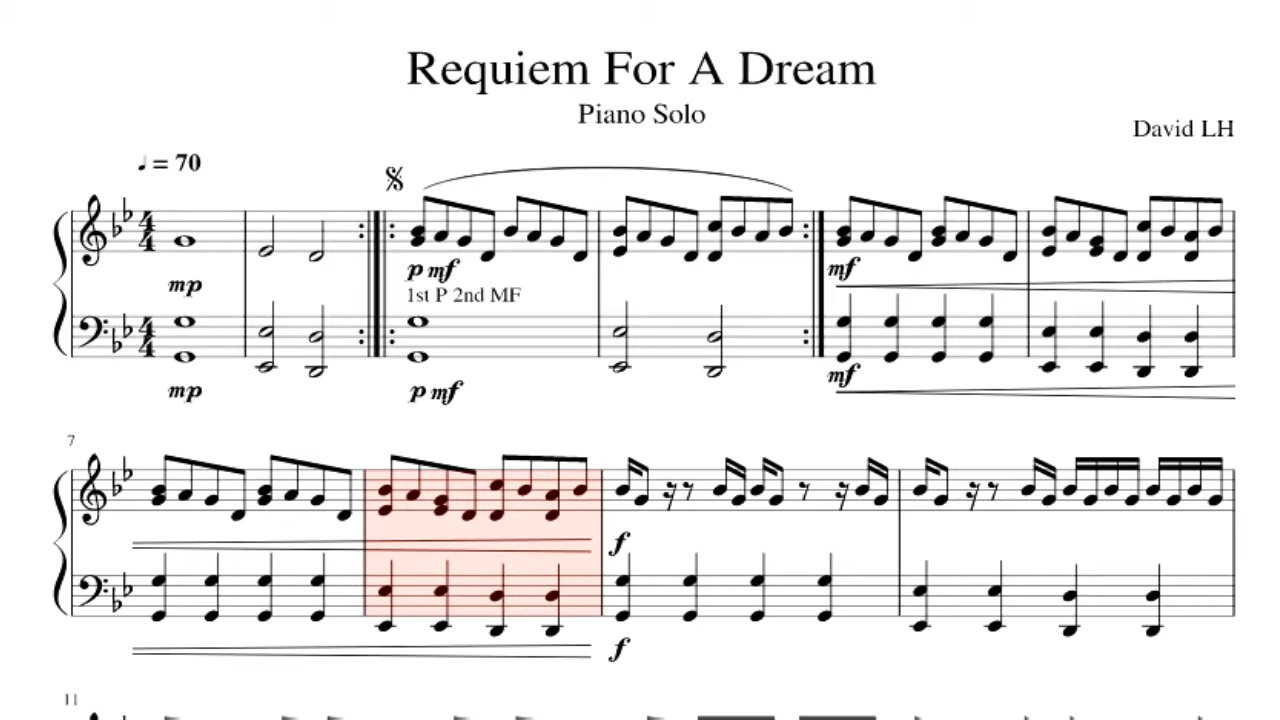 Requiem For A Dream
Piano Solo
David LH
♩ = 70
mp
p mf
1st P 2nd MF
mf
mp
p mf
mf
7
f
f
11